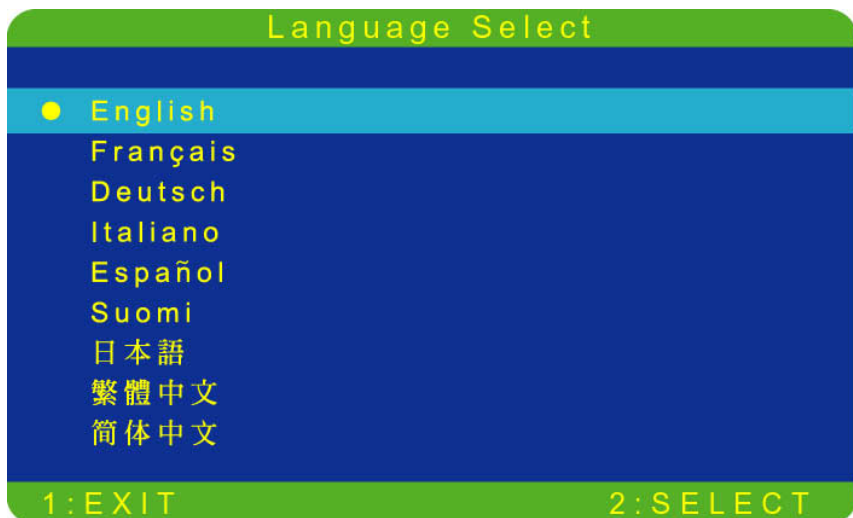 Language Select
English
Français
Deutsch
Italiano
Español
Suomi
日本語
繁體中文
简体中文
1:EXIT 2:SELECT